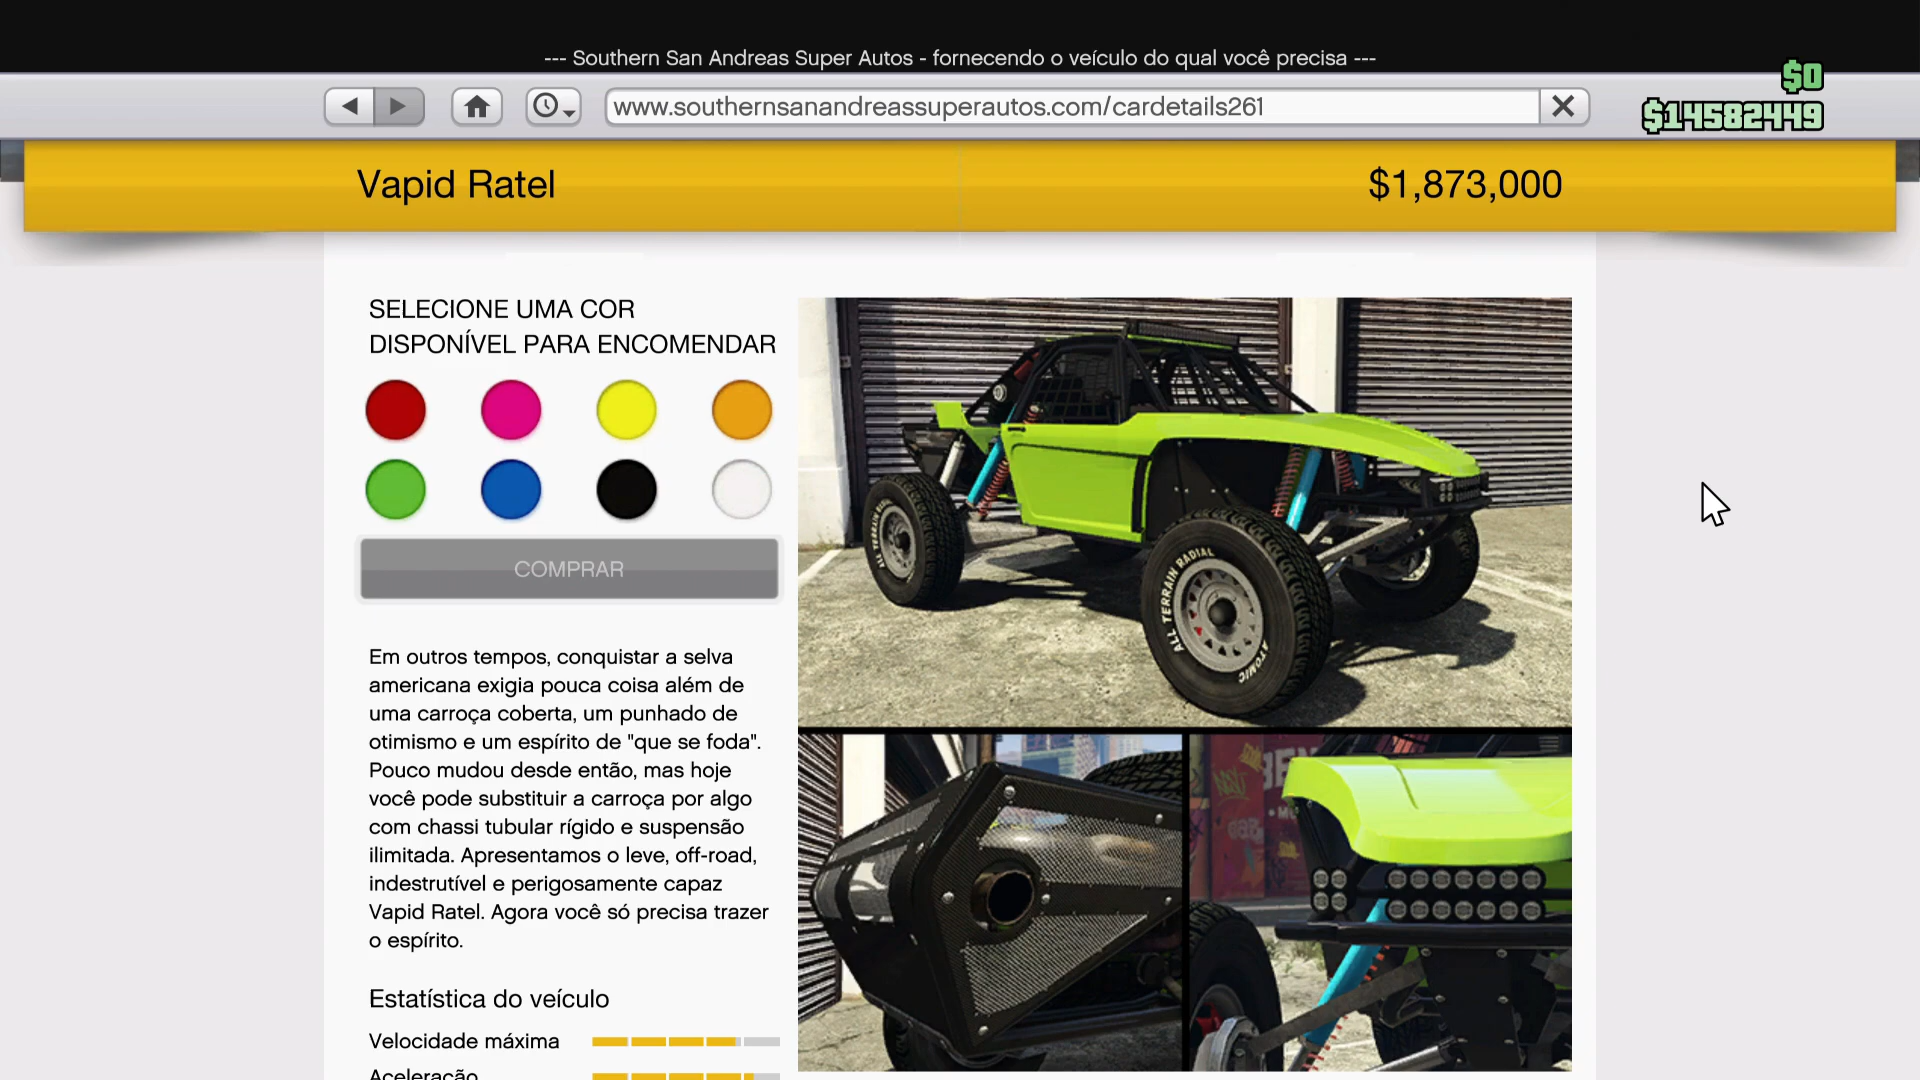 --- Southern San Andreas Super Autos - fornecendo o veículo do qual você precisa ---
$0
www.southernsanandreassuperautos.com/cardetails261
$14582449
Vapid Ratel
$1,873,000
SELECIONE UMA COR
DISPONÍVEL PARA ENCOMENDAR
COMPRAR
Em outros tempos, conquistar a selva
americana exigia pouca coisa além de
uma carroça coberta, um punhado de
otimismo e um espírito de "que se foda".
Pouco mudou desde então, mas hoje
você pode substituir a carroça por algo
com chassi tubular rígido e suspensão
ilimitada. Apresentamos o leve, off-road,
indestrutível e perigosamente capaz
Vapid Ratel. Agora você só precisa trazer
o espírito.
Estatística do veículo
Velocidade máxima
Aceleração
ALL TERRAIN RADIAL
ATOMIC